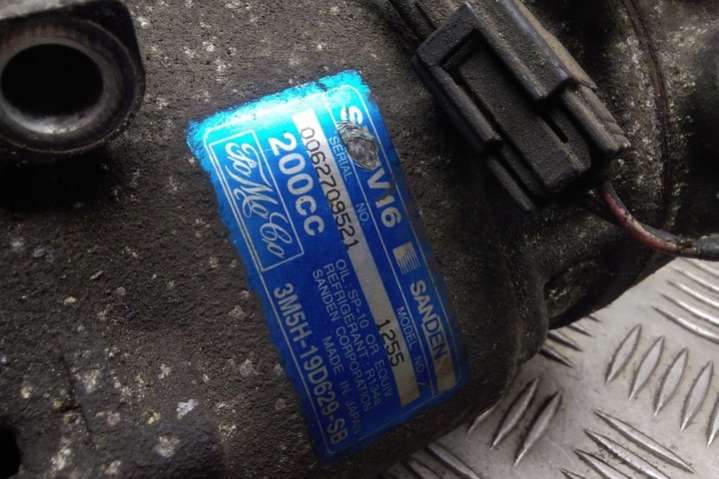 V16
SANDEN
SERIAL NO.
MODEL NO.
0062709521
1255
200CC
OIL SP-10 OR EQUIV.
REFRIGERANT R134a
SANDEN CORPORATION
MADE IN JAPAN
FoMoCo
3M5H-19D629-SB